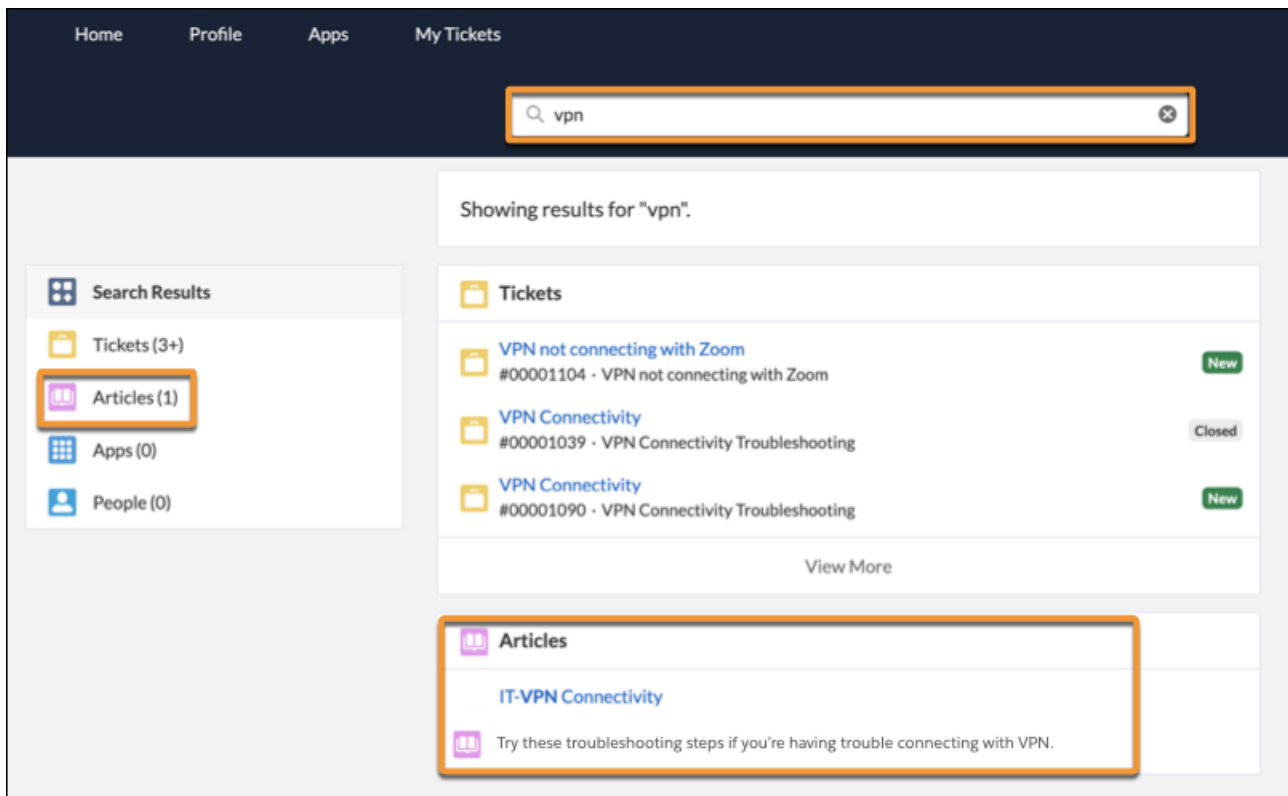 Home Profile Apps My Tickets
vpn
Showing results for "vpn".
Search Results
Tickets (3+)
Articles (1)
Apps (0)
People (0)
Tickets
VPN not connecting with Zoom
#00001104 · VPN not connecting with Zoom
New
VPN Connectivity
#00001039 · VPN Connectivity Troubleshooting
Closed
VPN Connectivity
#00001090 · VPN Connectivity Troubleshooting
New
View More
Articles
IT-VPN Connectivity
Try these troubleshooting steps if you're having trouble connecting with VPN.